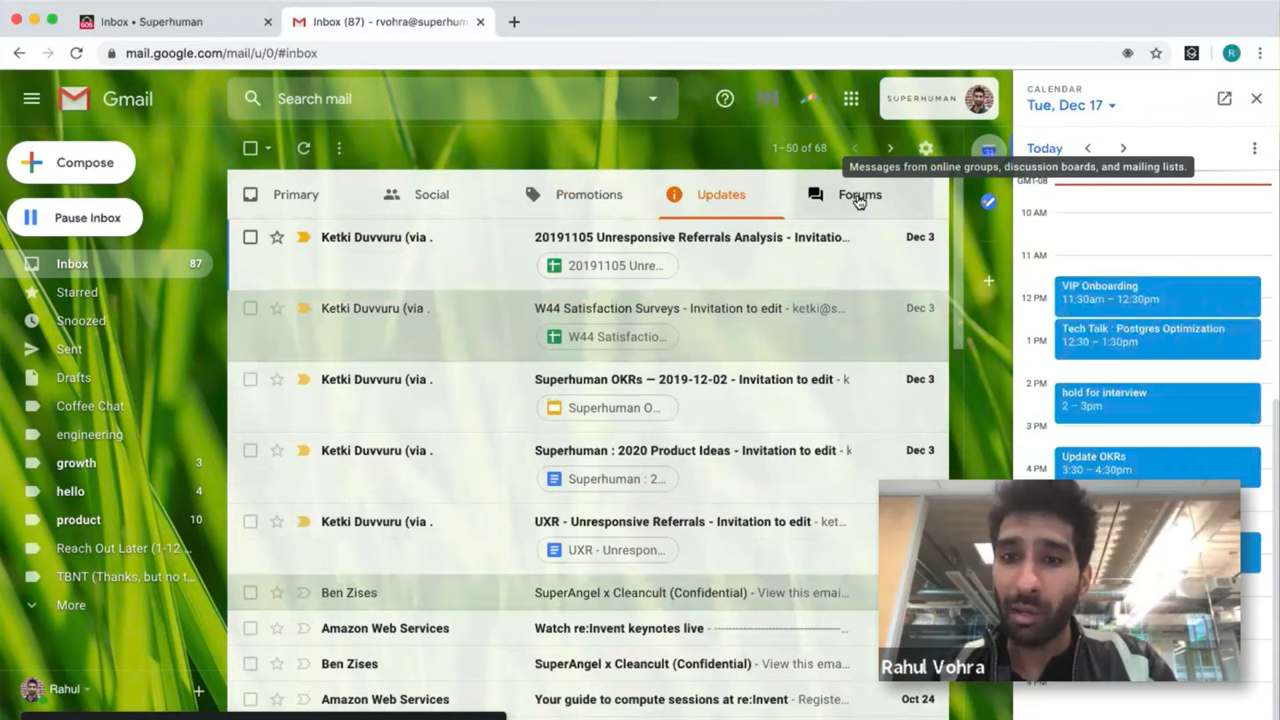 Inbox • Superhuman
Inbox (87) - rvohra@superhum
mail.google.com/mail/u/0/#inbox
R
Gmail
Search mail
SUPERHUMAN
CALENDAR
Tue, Dec 17
Compose
1–50 of 68
Today
Messages from online groups, discussion boards, and mailing lists.
GMT-08
Pause Inbox
Primary
Social
Promotions
Updates
Forums
10 AM
11 AM
12 PM
1 PM
2 PM
3 PM
4 PM
VIP Onboarding
11:30am – 12:30pm
Tech Talk : Postgres Optimization
12:30 – 1:30pm
hold for interview
2 – 3pm
Update OKRs
3:30 – 4:30pm
Inbox 87
Starred
Snoozed
Sent
Drafts
Coffee Chat
engineering
growth 3
hello 4
product 10
Reach Out Later (1-12 ...
TBNT (Thanks, but no t...
More
Rahul
Ketki Duvvuru (via . 20191105 Unresponsive Referrals Analysis - Invitatio... Dec 3
20191105 Unre...
Ketki Duvvuru (via . W44 Satisfaction Surveys - Invitation to edit - ketki@s... Dec 3
W44 Satisfactio...
Ketki Duvvuru (via . Superhuman OKRs — 2019-12-02 - Invitation to edit - k Dec 3
Superhuman O...
Ketki Duvvuru (via . Superhuman : 2020 Product Ideas - Invitation to edit - k Dec 3
Superhuman : 2...
Ketki Duvvuru (via . UXR - Unresponsive Referrals - Invitation to edit - ket...
UXR - Unrespon...
Ben Zises SuperAngel x Cleancult (Confidential) - View this emai...
Amazon Web Services Watch re:Invent keynotes live -
Ben Zises SuperAngel x Cleancult (Confidential) - View this ema...
Amazon Web Services Your guide to compute sessions at re:Invent - Registe... Oct 24
Rahul Vohra